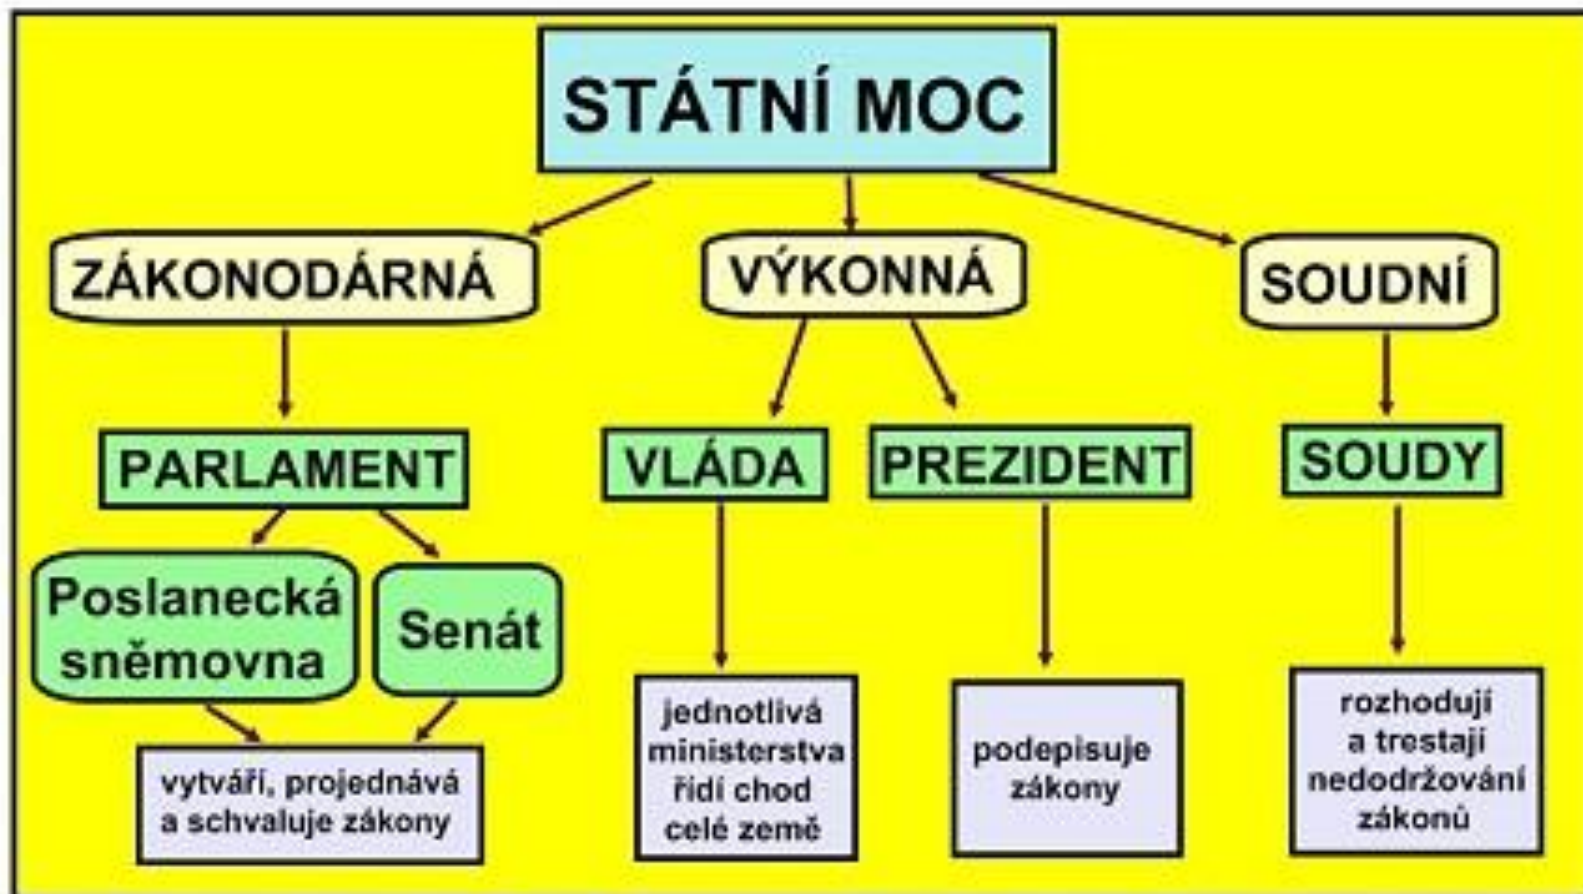 STÁTNÍ MOC
ZÁKONODÁRNÁ
VÝKONNÁ
SOUDNÍ
PARLAMENT
VLÁDA
PREZIDENT
SOUDY
Poslanecká
sněmovna
Senát
vytváří, projednává
a schvaluje zákony
jednotlivá
ministerstva
řídí chod
celé země
podepisuje
zákony
rozhodují
a trestají
nedodržování
zákonů